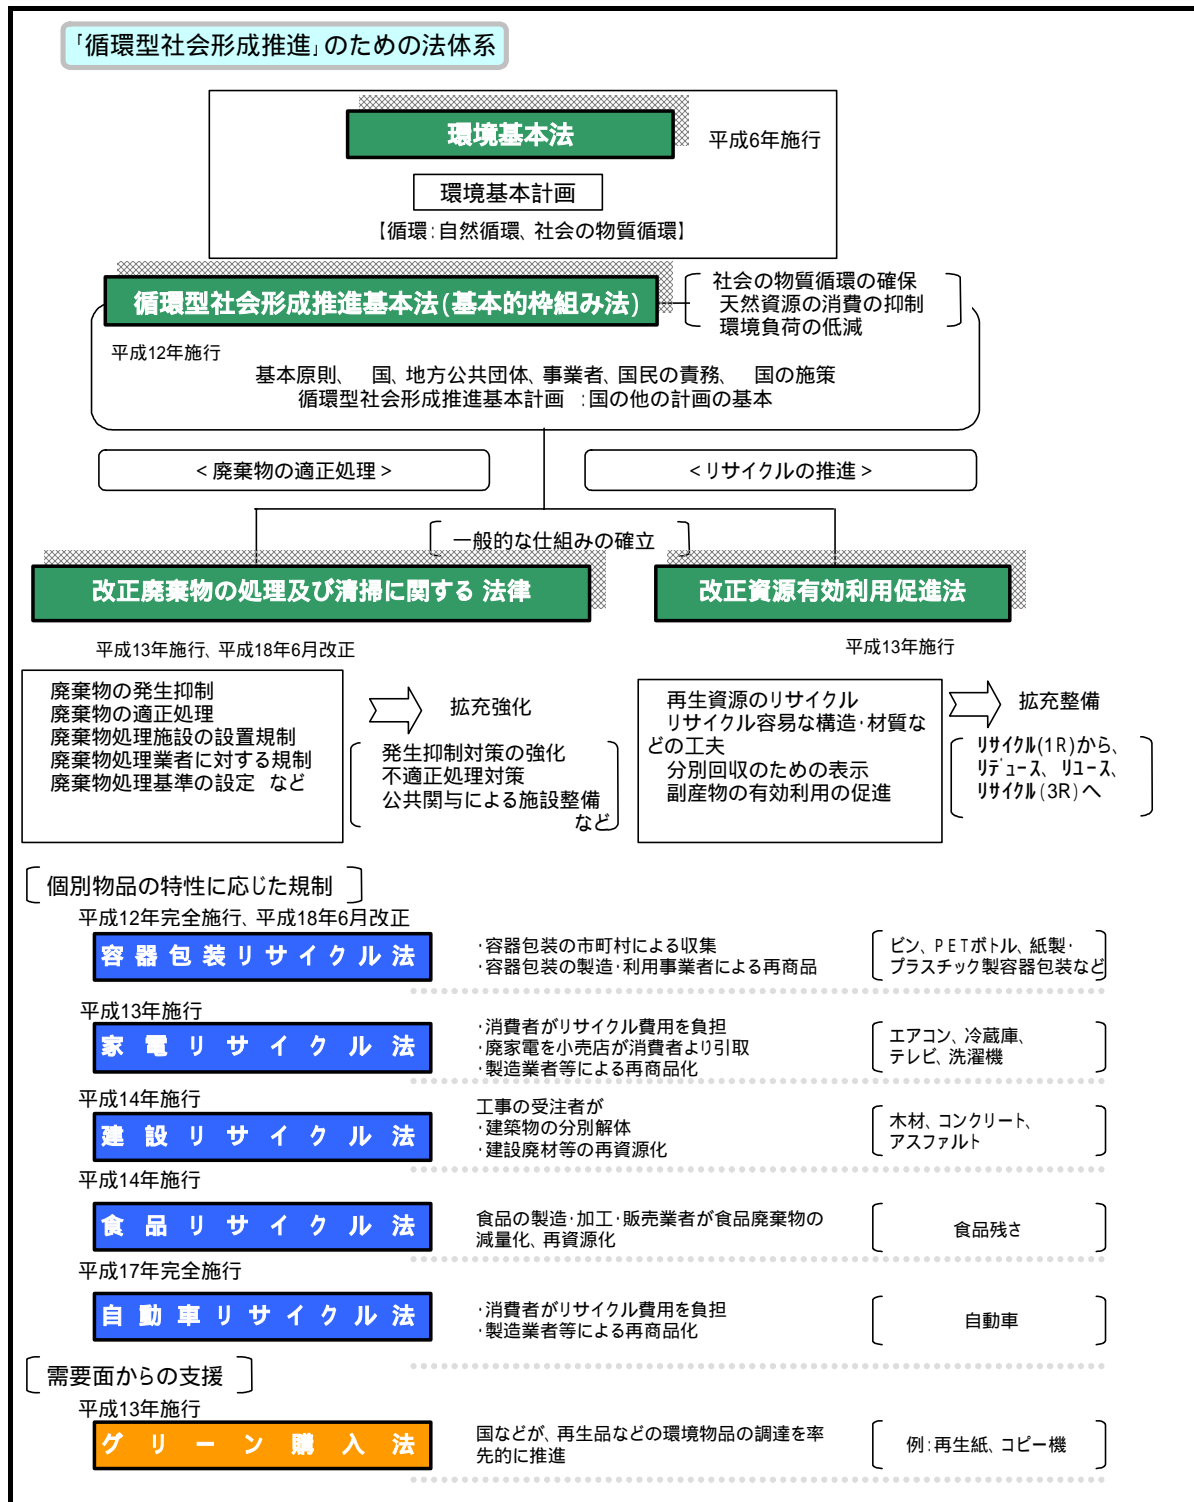 「循環型社会形成推進」のための法体系
環境基本法
平成6年施行
環境基本計画
【循環:自然循環、社会の物質循環】
循環型社会形成推進基本法(基本的枠組み法)
社会の物質循環の確保
天然資源の消費の抑制
環境負荷の低減
平成12年施行
基本原則、 国、地方公共団体、事業者、国民の責務、 国の施策
循環型社会形成推進基本計画 :国の他の計画の基本
<廃棄物の適正処理>
<リサイクルの推進>
一般的な仕組みの確立
改正廃棄物の処理及び清掃に関する 法律
改正資源有効利用促進法
平成13年施行、平成18年6月改正
平成13年施行
廃棄物の発生抑制
廃棄物の適正処理
廃棄物処理施設の設置規制
廃棄物処理業者に対する規制
廃棄物処理基準の設定 など
拡充強化
発生抑制対策の強化
不適正処理対策
公共関与による施設整備
など
再生資源のリサイクル
リサイクル容易な構造・材質な
どの工夫
分別回収のための表示
副産物の有効利用の促進
拡充整備
リサイクル(1R)から、
リデュース、リユース、
リサイクル(3R)へ
個別物品の特性に応じた規制
平成12年完全施行、平成18年6月改正
容器包装リサイクル法
・容器包装の市町村による収集
・容器包装の製造・利用事業者による再商品
ビン、PETボトル、紙製・
プラスチック製容器包装など
平成13年施行
家電リサイクル法
・消費者がリサイクル費用を負担
・廃家電を小売店が消費者より引取
・製造業者等による再商品化
エアコン、冷蔵庫、
テレビ、洗濯機
平成14年施行
建設リサイクル法
工事の受注者が
・建築物の分別解体
・建設廃材等の再資源化
木材、コンクリート、
アスファルト
平成14年施行
食品リサイクル法
食品の製造・加工・販売業者が食品廃棄物の
減量化、再資源化
食品残さ
平成17年完全施行
自動車リサイクル法
・消費者がリサイクル費用を負担
・製造業者等による再商品化
自動車
需要面からの支援
平成13年施行
グリーン購入法
国などが、再生品などの環境物品の調達を率
先的に推進
例:再生紙、コピー機